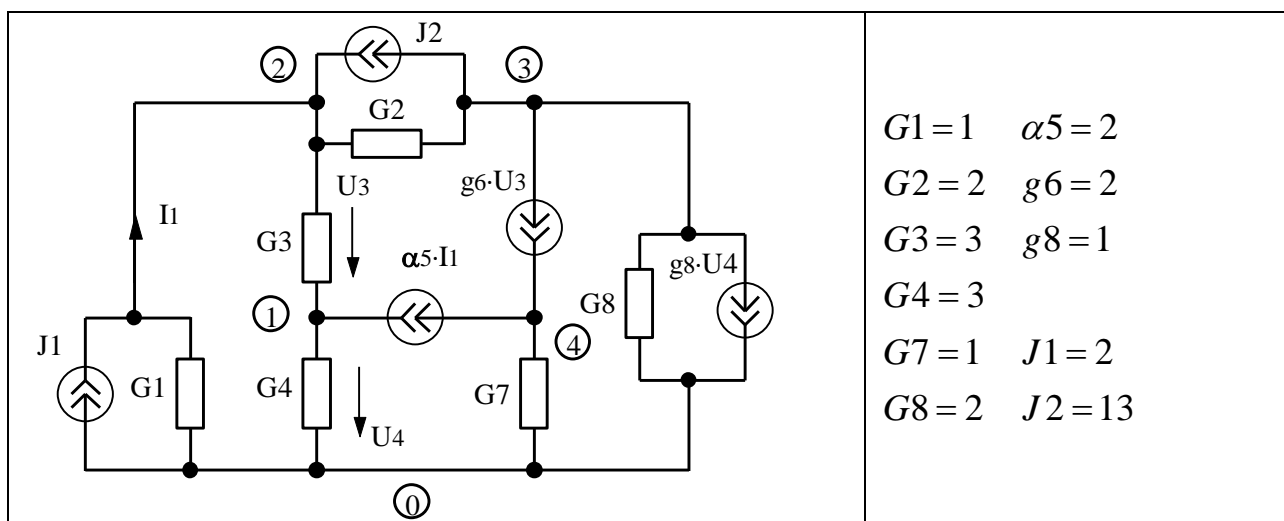 J2
2
3
G2
U3
g6·U3
I1
G3
α5·I1
g8·U4
1
G8
4
J1
G1
G4
G7
U4
0
G1=1 α5=2
G2=2 g6=2
G3=3 g8=1
G4=3
G7=1 J1=2
G8=2 J2=13